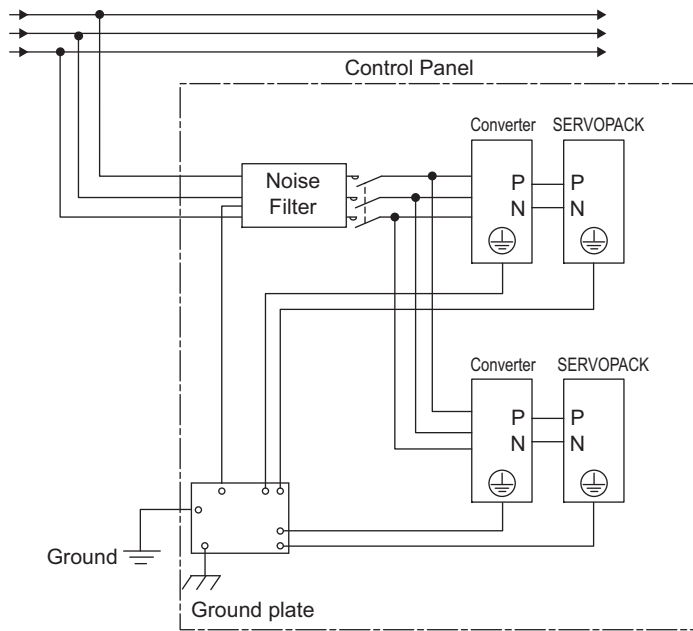 Control Panel
Converter SERVOPACK
Noise
Filter
P P
N N
Converter SERVOPACK
P P
N N
Ground
Ground plate